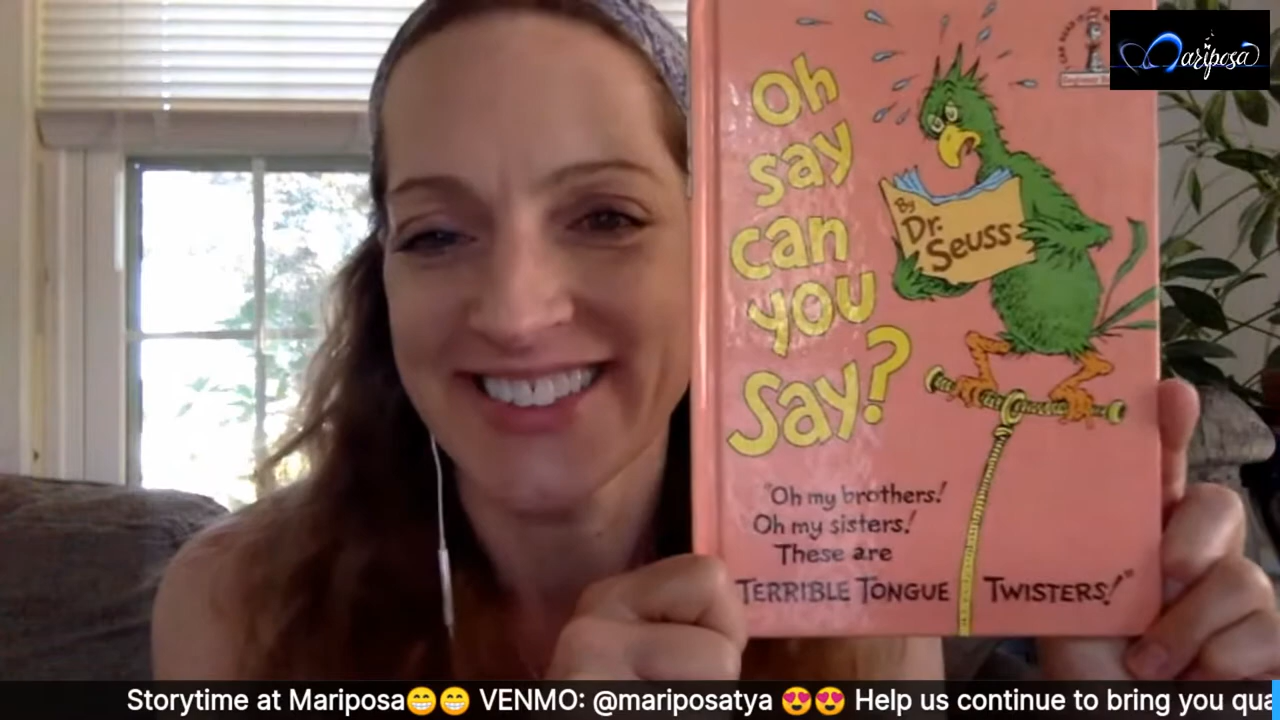 Mariposa
Oh
say
can
you
Say?
By
Dr.
Seuss
"Oh my brothers!
Oh my sisters!
These are
TERRIBLE TONGUE TWISTERS!"
Storytime at Mariposa😁😁 VENMO: @mariposatya 😍😍 Help us continue to bring you qua